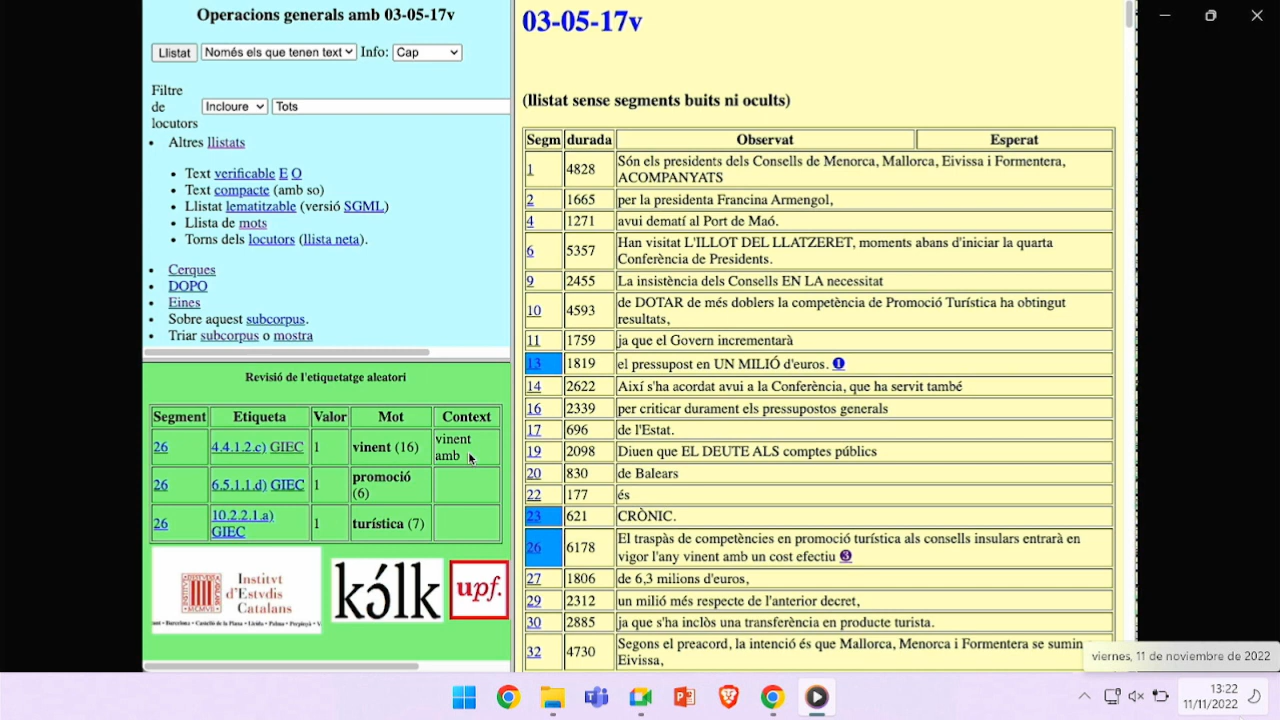 Operacions generals amb 03-05-17v
Llistat Només els que tenen text Info: Cap
Filtre
de
locutors
Incloure Tots
Altres llistats
Text verificable E O
Text compacte (amb so)
Llistat lematitzable (versió SGML)
Llista de mots
Torns dels locutors (llista neta).
Cerques
DOPO
Eines
Sobre aquest subcorpus.
Triar subcorpus o mostra
Revisió de l'etiquetatge aleatori
Segment Etiqueta Valor Mot Context
26 4.4.1.2.c) GIEC 1 vinent (16) vinent
amb
26 6.5.1.1.d) GIEC 1 promoció
(6)
26 10.2.2.1.a)
GIEC 1 turística (7)
Institvt
d'Estvdis
Catalans
kólk
upf.
03-05-17v
(llistat sense segments buits ni ocults)
Segm durada Observat Esperat
1 4828 Són els presidents dels Consells de Menorca, Mallorca, Eivissa i Formentera,
ACOMPANYATS
2 1665 per la presidenta Francina Armengol,
4 1271 avui dematí al Port de Maó.
6 5357 Han visitat L'ILLOT DEL LLATZERET, moments abans d'iniciar la quarta
Conferència de Presidents.
9 2455 La insistència dels Consells EN LA necessitat
10 4593 de DOTAR de més doblers la competència de Promoció Turística ha obtingut
resultats,
11 1759 ja que el Govern incrementarà
13 1819 el pressupost en UN MILIÓ d'euros. 1
14 2622 Així s'ha acordat avui a la Conferència, que ha servit també
16 2339 per criticar durament els pressupostos generals
17 696 de l'Estat.
19 2098 Diuen que EL DEUTE ALS comptes públics
20 830 de Balears
22 177 és
23 621 CRÒNIC.
26 6178 El traspàs de competències en promoció turística als consells insulars entrarà en
vigor l'any vinent amb un cost efectiu 3
27 1806 de 6,3 milions d'euros,
29 2312 un milió més respecte de l'anterior decret,
30 2885 ja que s'ha inclòs una transferència en producte turista.
32 4730 Segons el preacord, la intenció és que Mallorca, Menorca i Formentera se sumin
Eivissa,
viernes, 11 de noviembre de 2022
13:22
11/11/2022